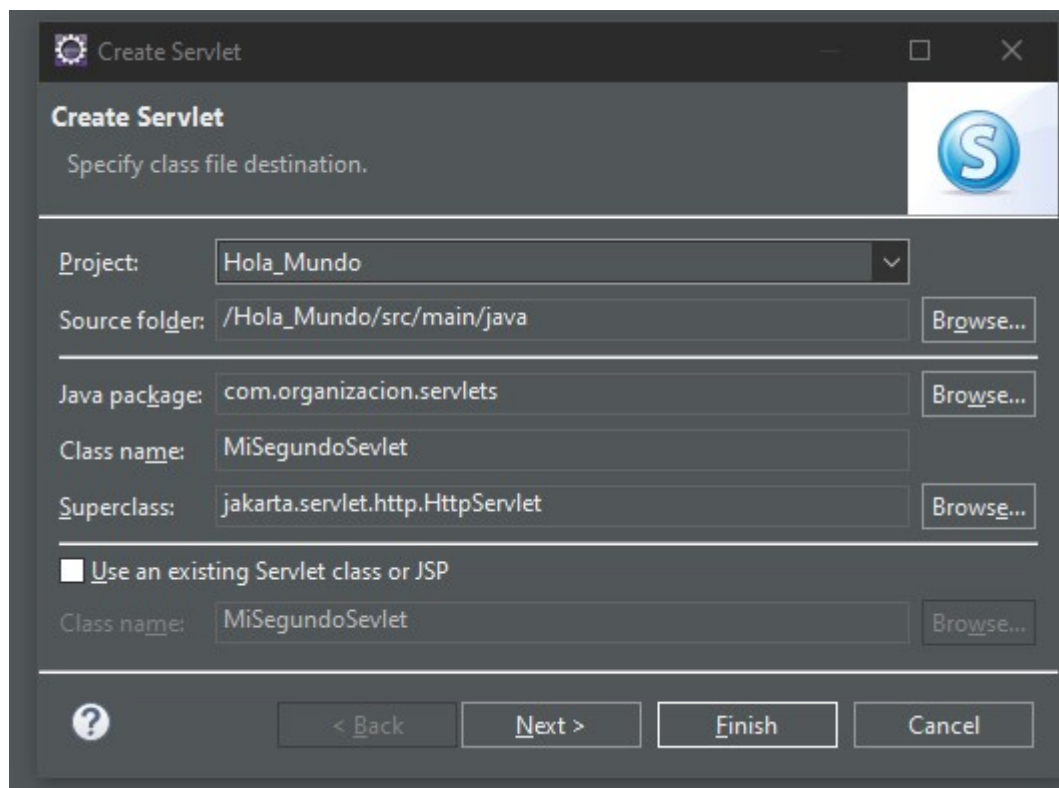 Create Servlet
Create Servlet
Specify class file destination.
S
Project: Hola_Mundo
Source folder: /Hola_Mundo/src/main/java Browse...
Java package: com.organizacion.servlets Browse...
Class name: MiSegundoSevlet
Superclass: jakarta.servlet.http.HttpServlet Browse...
Use an existing Servlet class or JSP
Class name: MiSegundoSevlet Browse...
? < Back Next > Finish Cancel